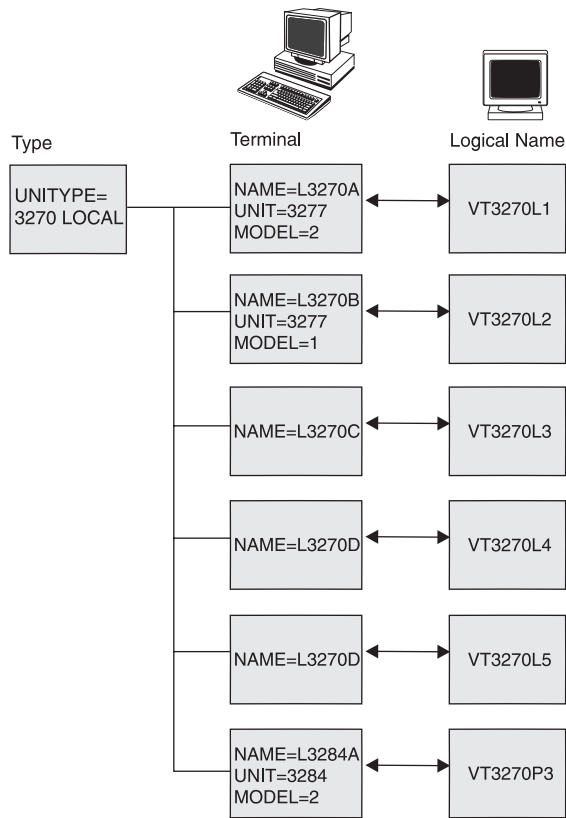 Type
Terminal
Logical Name
UNITYPE=
3270 LOCAL
NAME=L3270A
UNIT=3277
MODEL=2
VT3270L1
NAME=L3270B
UNIT=3277
MODEL=1
VT3270L2
NAME=L3270C
VT3270L3
NAME=L3270D
VT3270L4
NAME=L3270D
VT3270L5
NAME=L3284A
UNIT=3284
MODEL=2
VT3270P3